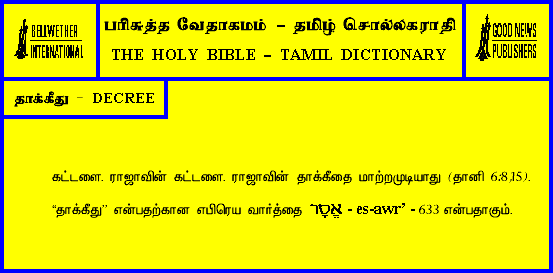 BELLWETHER
INTERNATIONAL
பரிசுத்த வேதாகமம் - தமிழ் சொல்லகராதி
THE HOLY BIBLE - TAMIL DICTIONARY
GOOD NEWS
PUBLISHERS
தாக்கீது - DECREE
கட்டளை. ராஜாவின் கட்டளை. ராஜாவின் தாக்கீதை மாற்றமுடியாது (தானி 6:8,15).
“தாக்கீது” என்பதற்கான எபிரெய வார்த்தை אֱסָר - es-awr’ - 633 என்பதாகும்.